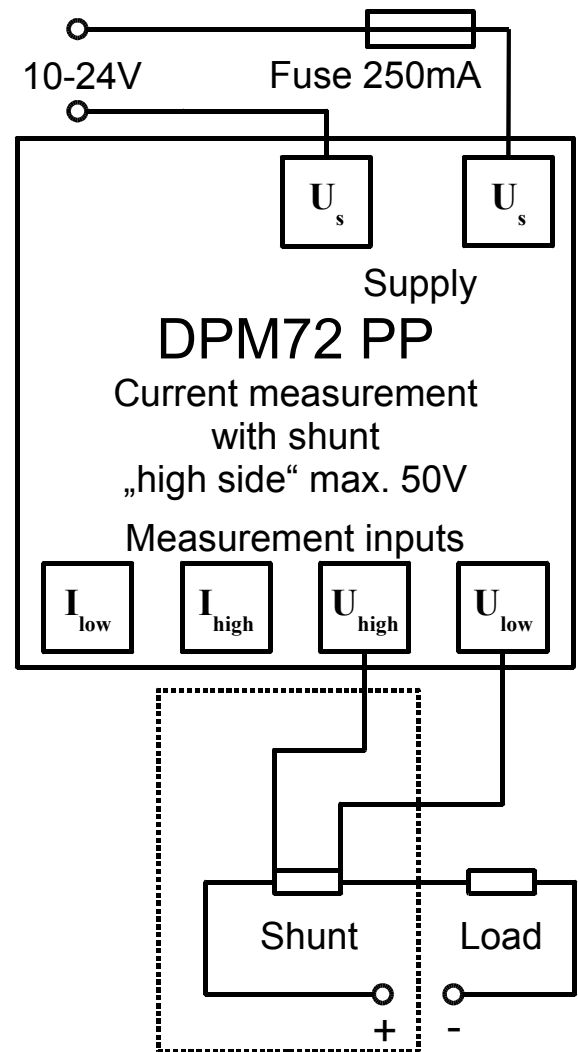 10-24V
Fuse 250mA
Us
Us
Supply
DPM72 PP
Current measurement
with shunt
„high side“ max. 50V
Measurement inputs
Ilow
Ihigh
Uhigh
Ulow
Shunt
Load
+
-